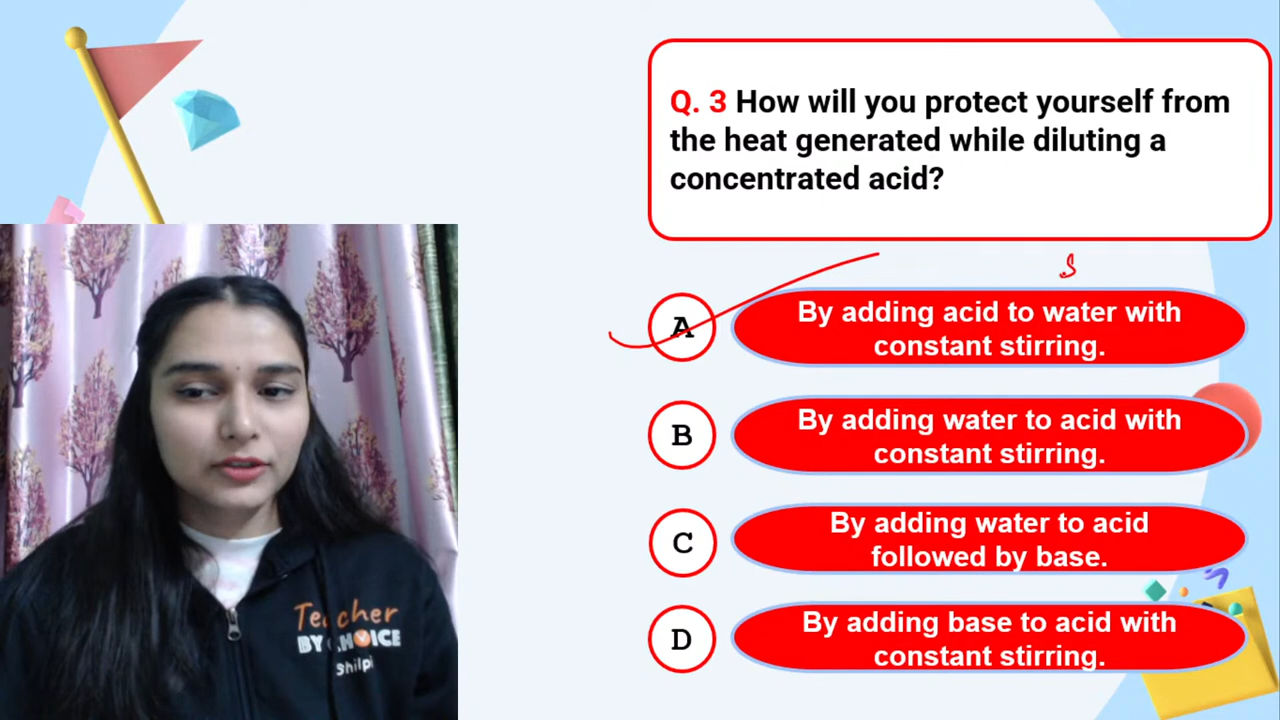 Q. 3 How will you protect yourself from
the heat generated while diluting a
concentrated acid?
S
A
By adding acid to water with
constant stirring.
B
By adding water to acid with
constant stirring.
C
By adding water to acid
followed by base.
D
By adding base to acid with
constant stirring.
Teacher
BY CHOICE
Shilpi